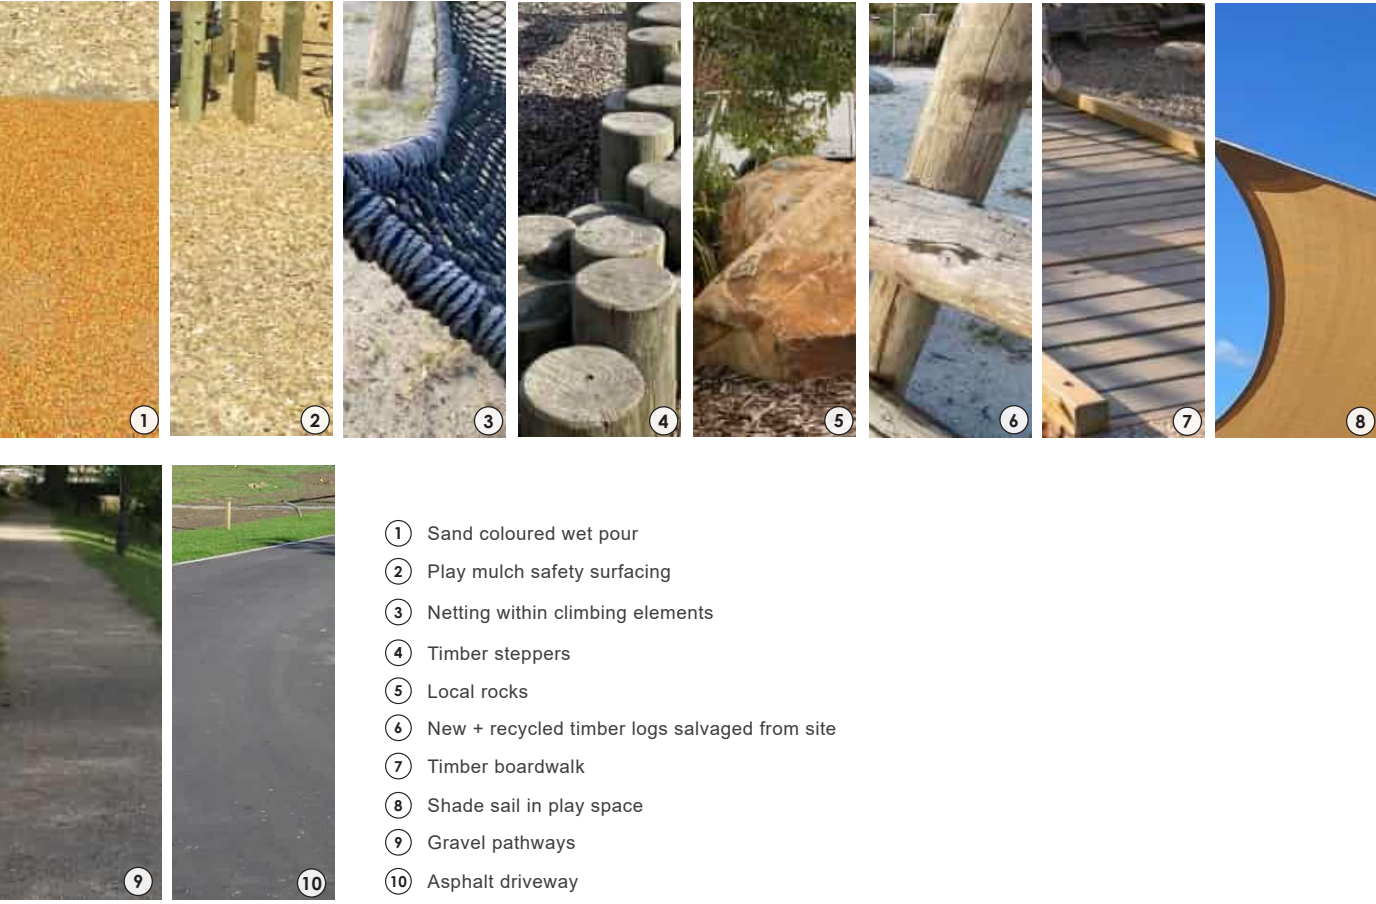 1
2
3
4
5
6
7
8
9
10
1 Sand coloured wet pour
2 Play mulch safety surfacing
3 Netting within climbing elements
4 Timber steppers
5 Local rocks
6 New + recycled timber logs salvaged from site
7 Timber boardwalk
8 Shade sail in play space
9 Gravel pathways
10 Asphalt driveway